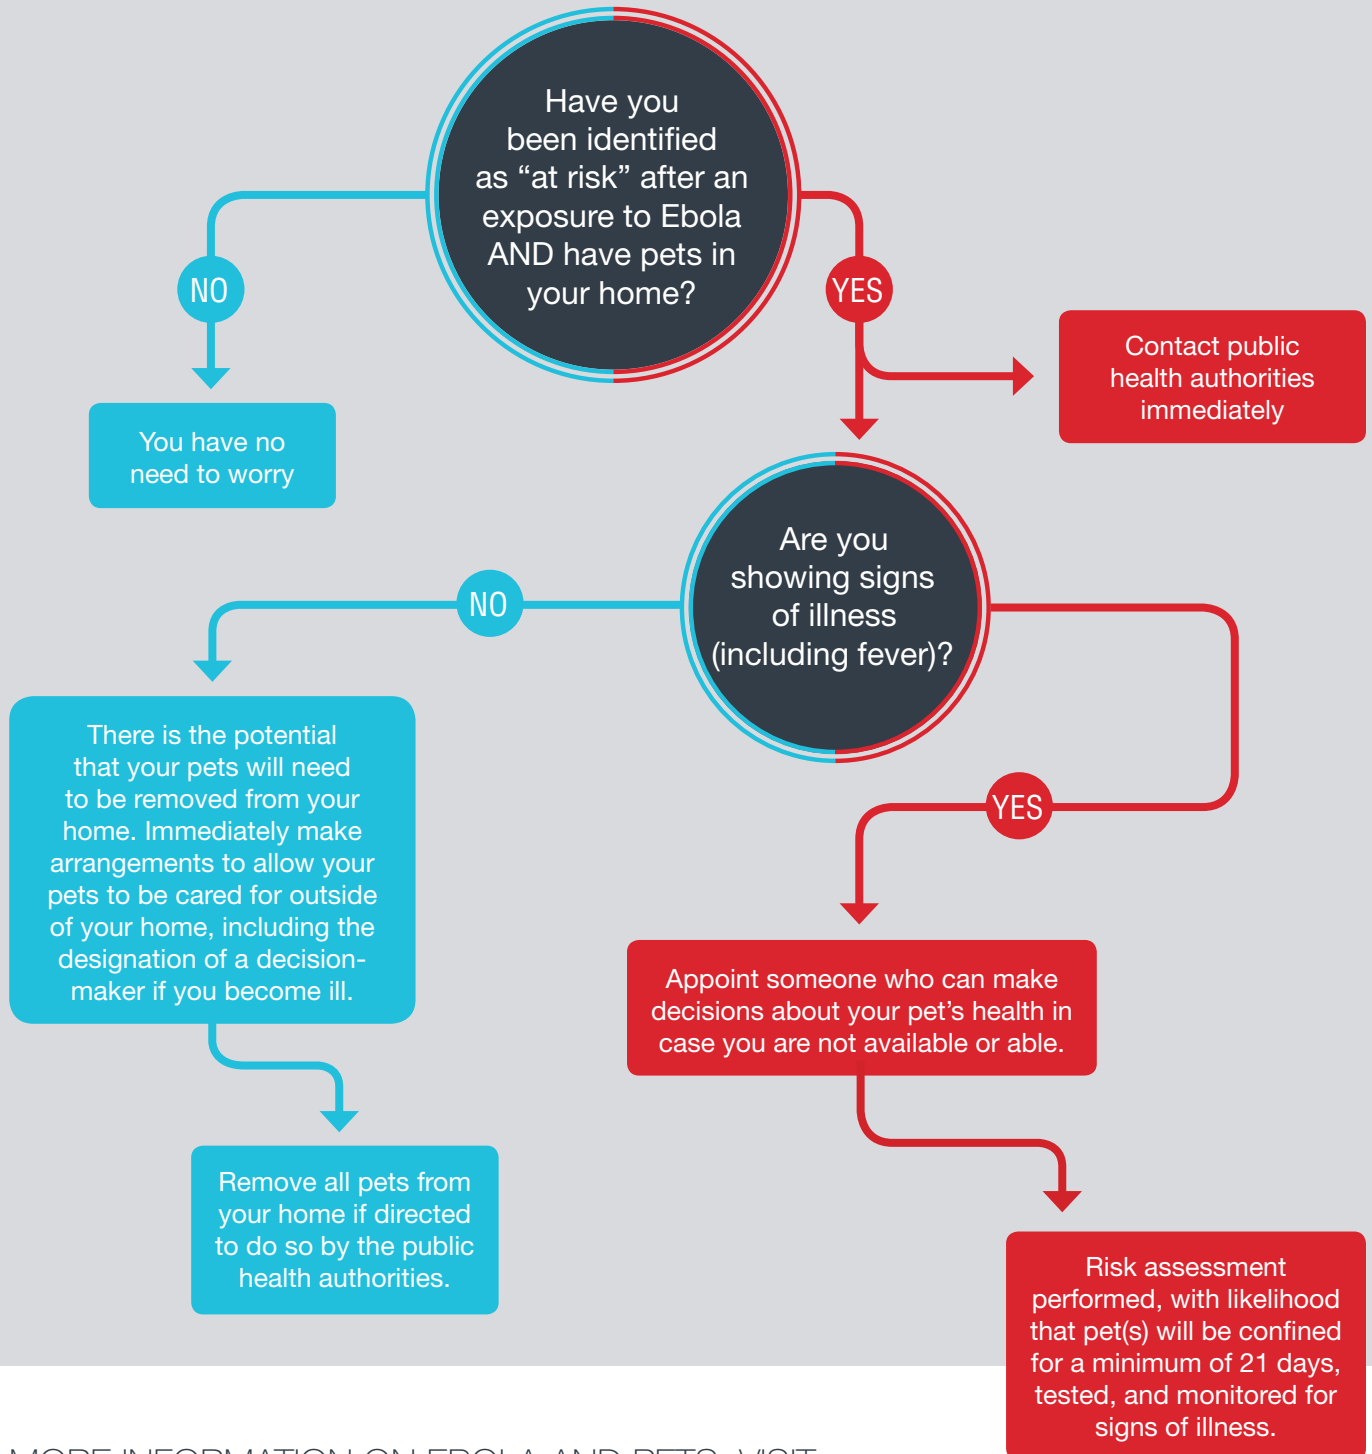 Have you
been identified
as “at risk” after an
exposure to Ebola
AND have pets in
your home?
NO
YES
You have no
need to worry
Contact public
health authorities
immediately
Are you
showing signs
of illness
(including fever)?
NO
YES
There is the potential
that your pets will need
to be removed from your
home. Immediately make
arrangements to allow your
pets to be cared for outside
of your home, including the
designation of a decision-
maker if you become ill.
Remove all pets from
your home if directed
to do so by the public
health authorities.
Appoint someone who can make
decisions about your pet’s health in
case you are not available or able.
Risk assessment
performed, with likelihood
that pet(s) will be confined
for a minimum of 21 days,
tested, and monitored for
signs of illness.
MORE INFORMATION ON EBOLA AND PETS, VISIT